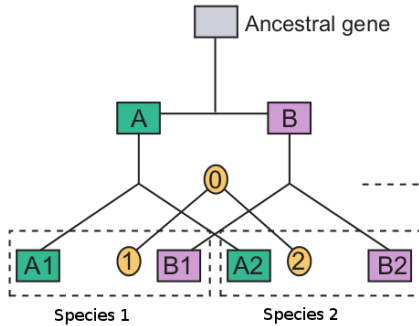 Ancestral gene
A B
0
A1 1 B1 A2 2 B2
Species 1 Species 2